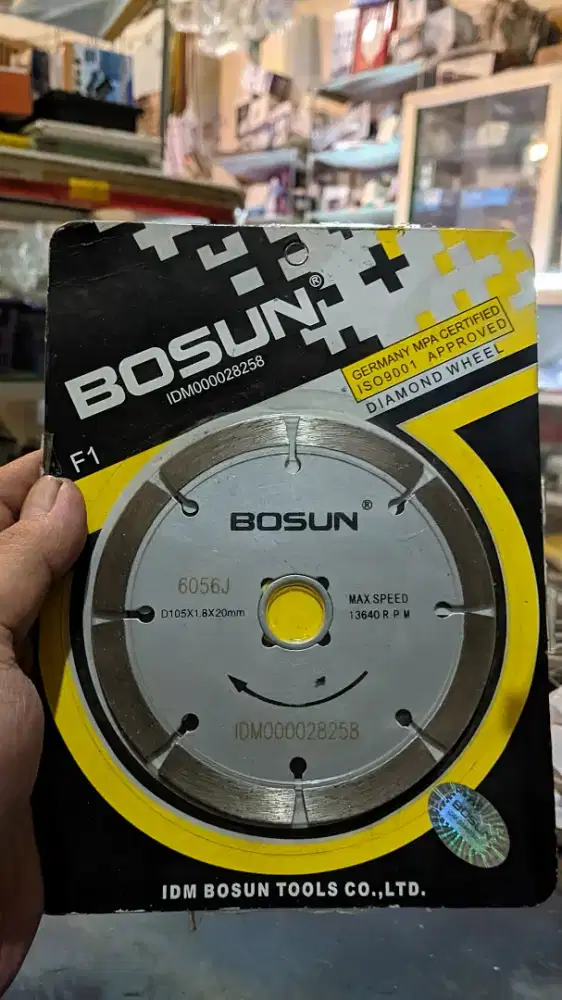 BOSUN®
IDM000028258
GERMANY MPA CERTIFIED
ISO9001 APPROVED
DIAMOND WHEEL
F1
BOSUN®
6056J
D105X1.8X20mm
MAX SPEED
13640 R P M
IDM000028258
BOSUN
IDM BOSUN TOOLS CO.,LTD.